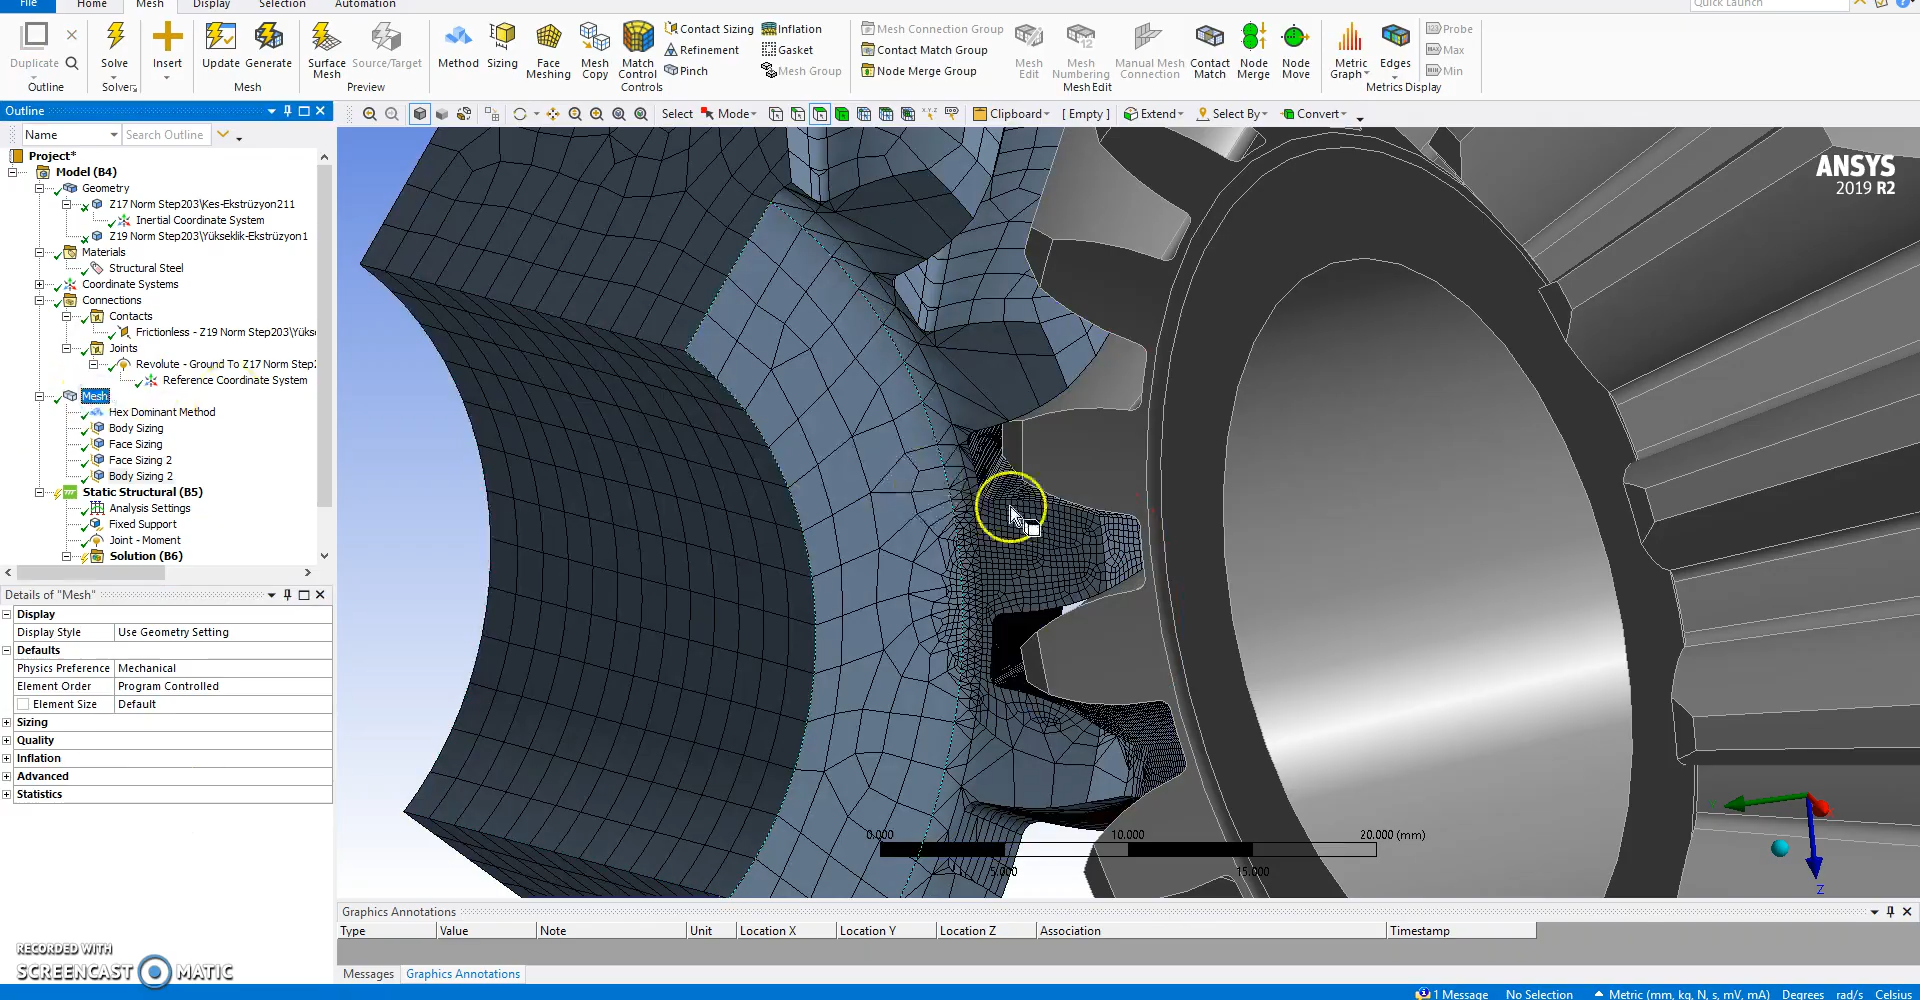 File Home Mesh Display Selection Automation Quick Launch
Duplicate
Outline
Solve
Solver
Insert
Update Generate
Mesh
Surface Mesh Source/Target
Preview
Method Sizing Face Meshing Mesh Copy Match Control
Contact Sizing
Refinement
Pinch
Inflation
Gasket
Mesh Group
Controls
Mesh Connection Group
Contact Match Group
Node Merge Group
Mesh Edit Mesh Numbering Manual Mesh Connection Contact Match Node Merge Node Move
Mesh Edit
Metric Graph Edges
Probe
Max
Min
Metrics Display
Outline
Name Search Outline
Select Mode Clipboard [ Empty ] Extend Select By Convert
Project*
Model (B4)
Geometry
Z17 Norm Step203\Kes-Ekstrüzyon211
Inertial Coordinate System
Z19 Norm Step203\Yükseklik-Ekstrüzyon1
Materials
Structural Steel
Coordinate Systems
Connections
Contacts
Frictionless - Z19 Norm Step203\Yükse
Joints
Revolute - Ground To Z17 Norm Step2
Reference Coordinate System
Mesh
Hex Dominant Method
Body Sizing
Face Sizing
Face Sizing 2
Body Sizing 2
Static Structural (B5)
Analysis Settings
Fixed Support
Joint - Moment
Solution (B6)
Details of "Mesh"
Display
Display Style Use Geometry Setting
Defaults
Physics Preference Mechanical
Element Order Program Controlled
Element Size Default
Sizing
Quality
Inflation
Advanced
Statistics
RECORDED WITH
SCREENCAST MATIC
ANSYS
2019 R2
0.000 10.000 20.000 (mm)
5.000 15.000
Z
Graphics Annotations
Type Value Note Unit Location X Location Y Location Z Association Timestamp
Messages Graphics Annotations
1 Message No Selection Metric (mm, kg, N, s, mV, mA) Degrees rad/s Celsius